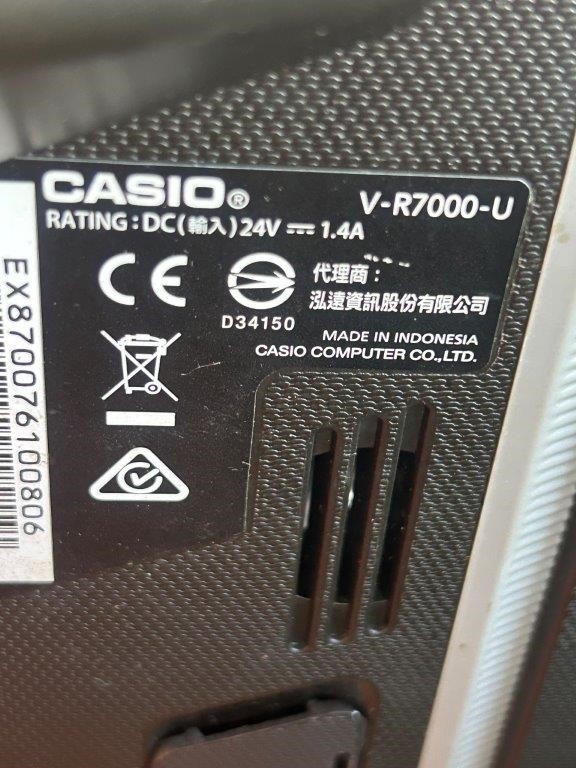 CASIO®
V-R7000-U
RATING : DC(輸入)24V ⎓ 1.4A
CE
代理商：
泓遠資訊股份有限公司
D34150
MADE IN INDONESIA
CASIO COMPUTER CO.,LTD.
EX8700076100806